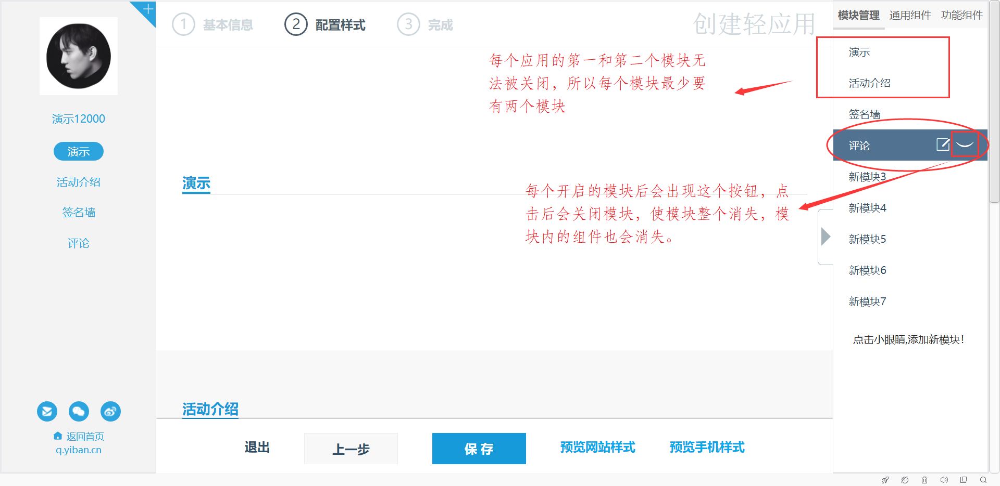 演示12000
演示
活动介绍
签名墙
评论
返回首页
q.yiban.cn
1 基本信息
2 配置样式
3 完成
创建轻应用
每个应用的第一和第二个模块无
法被关闭，所以每个模块最少要
有两个模块
演示
每个开启的模块后会出现这个按钮，点
击后会关闭模块，使模块整个消失，模
块内的组件也会消失。
活动介绍
退出
上一步
保 存
预览网站样式
预览手机样式
模块管理 通用组件 功能组件
演示
活动介绍
签名墙
评论
新模块3
新模块4
新模块5
新模块6
新模块7
点击小眼睛,添加新模块！